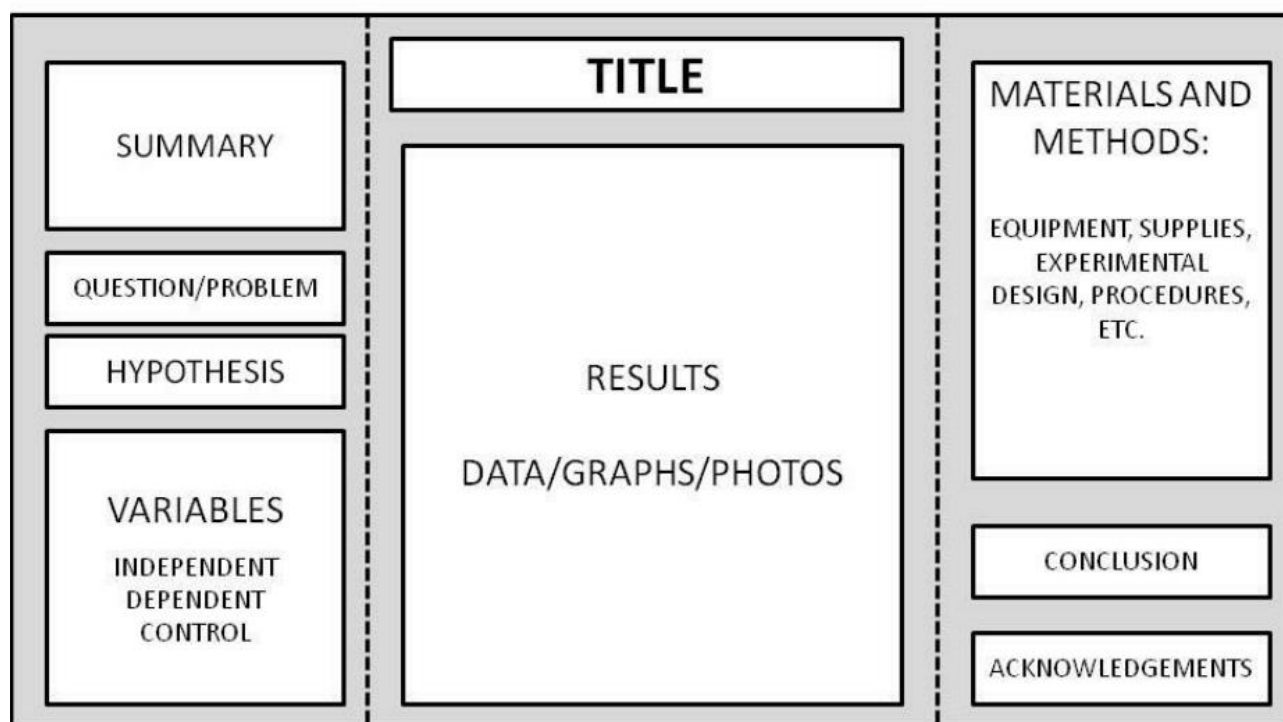 SUMMARY
QUESTION/PROBLEM
HYPOTHESIS
VARIABLES
INDEPENDENT
DEPENDENT
CONTROL
TITLE
RESULTS
DATA/GRAPHS/PHOTOS
MATERIALS AND
METHODS:
EQUIPMENT, SUPPLIES,
EXPERIMENTAL
DESIGN, PROCEDURES,
ETC.
CONCLUSION
ACKNOWLEDGEMENTS